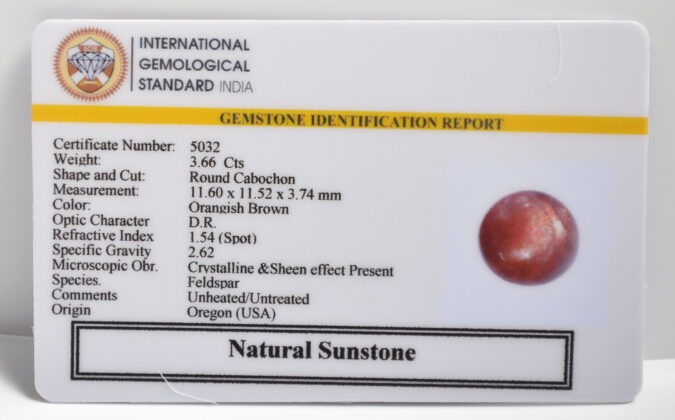 IGS
INTERNATIONAL
GEMOLOGICAL
STANDARD INDIA
GEMSTONE IDENTIFICATION REPORT
Certificate Number: 5032
Weight: 3.66 Cts
Shape and Cut: Round Cabochon
Measurement: 11.60 x 11.52 x 3.74 mm
Color: Orangish Brown
Optic Character D.R.
Refractive Index 1.54 (Spot)
Specific Gravity 2.62
Microscopic Obr. Crystalline &Sheen effect Present
Species. Feldspar
Comments Unheated/Untreated
Origin Oregon (USA)
Natural Sunstone